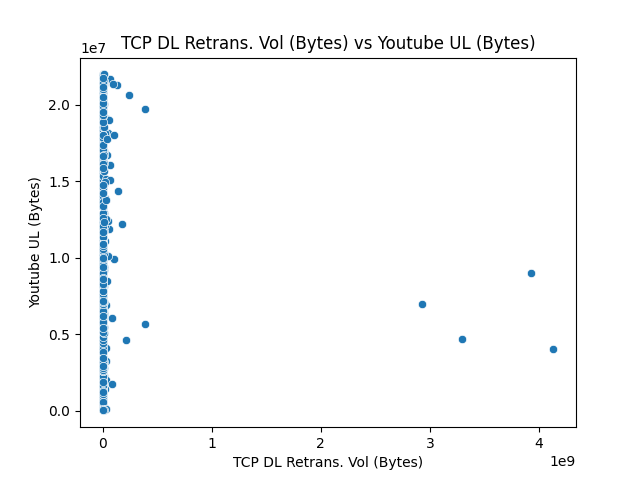 TCP DL Retrans. Vol (Bytes) vs Youtube UL (Bytes)
1e7
2.0
1.5
1.0
0.5
0.0
Youtube UL (Bytes)
0 1 2 3 4
1e9
TCP DL Retrans. Vol (Bytes)